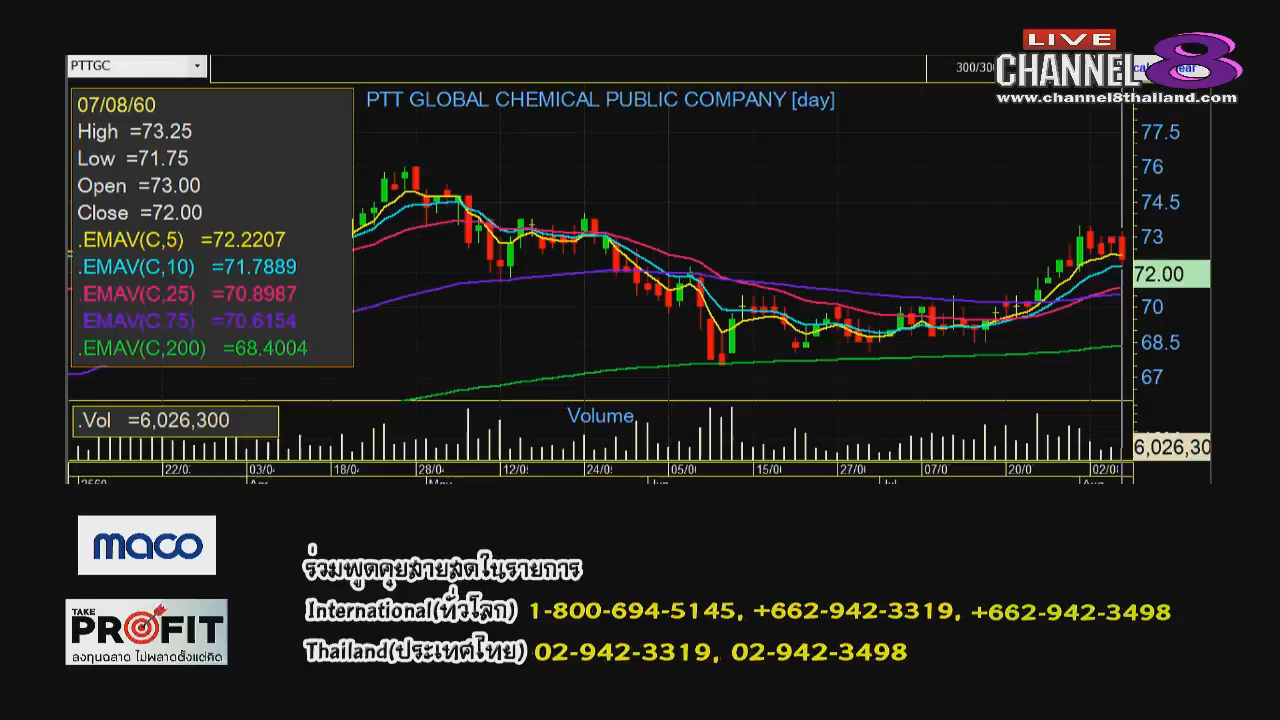 LIVE
CHANNEL 8
www.channel8thailand.com
PTTGC
300/300
PTT GLOBAL CHEMICAL PUBLIC COMPANY [day]
07/08/60
High =73.25
Low =71.75
Open =73.00
Close =72.00
.EMAV(C,5) =72.2207
.EMAV(C,10) =71.7889
.EMAV(C,25) =70.8987
.EMAV(C,75) =70.6154
.EMAV(C,200) =68.4004
77.5
76
74.5
73
72.00
70
68.5
67
.Vol =6,026,300
Volume
6,026,30
22/0 03/0 18/0 28/0 12/0 24/0 05/0 15/0 27/0 07/0 20/0 02/0
2560 Apr May Jun Jul Aug
maco
ร่วมพูดคุยสายสดในรายการ
International(ทั่วโลก) 1-800-694-5145, +662-942-3319, +662-942-3498
Thailand(ประเทศไทย) 02-942-3319, 02-942-3498
TAKE
PROFIT
ลงทุนฉลาด ไม่พลาดตั้งแต่คิด